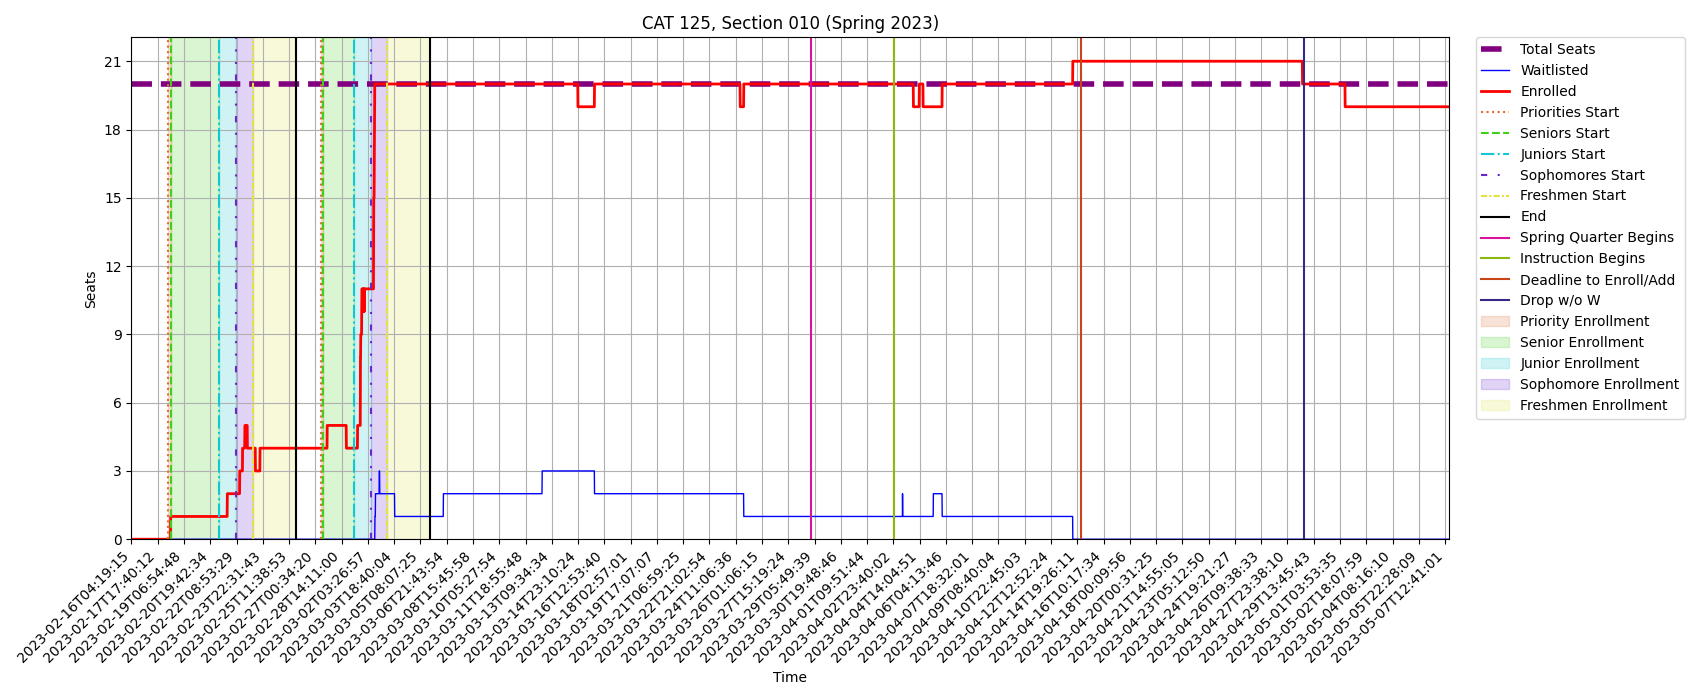 CAT 125, Section 010 (Spring 2023)
Seats
21
18
15
12
9
6
3
0
2023-02-16T04:19:15
2023-02-17T17:40:12
2023-02-19T06:54:48
2023-02-20T19:42:34
2023-02-22T08:53:29
2023-02-23T22:31:43
2023-02-25T11:38:53
2023-02-27T00:34:20
2023-02-28T14:11:00
2023-03-02T03:26:57
2023-03-03T18:40:04
2023-03-05T08:07:25
2023-03-06T21:43:54
2023-03-08T15:45:58
2023-03-10T05:27:54
2023-03-11T18:55:48
2023-03-13T09:34:34
2023-03-14T23:10:24
2023-03-16T12:53:40
2023-03-18T02:57:01
2023-03-19T17:07:07
2023-03-21T06:59:25
2023-03-22T21:02:54
2023-03-24T11:06:36
2023-03-26T01:06:15
2023-03-27T15:19:24
2023-03-29T05:49:39
2023-03-30T19:48:46
2023-04-01T09:51:44
2023-04-02T23:40:02
2023-04-04T14:04:51
2023-04-06T04:13:46
2023-04-07T18:32:01
2023-04-09T08:40:04
2023-04-10T22:45:03
2023-04-12T12:52:24
2023-04-14T19:26:11
2023-04-16T10:17:34
2023-04-18T00:09:56
2023-04-20T00:31:25
2023-04-21T14:55:05
2023-04-23T05:12:50
2023-04-24T19:21:27
2023-04-26T09:38:33
2023-04-27T23:38:10
2023-04-29T13:45:43
2023-05-01T03:53:35
2023-05-02T18:07:59
2023-05-04T08:16:10
2023-05-05T22:28:09
2023-05-07T12:41:01
Time
Total Seats
Waitlisted
Enrolled
Priorities Start
Seniors Start
Juniors Start
Sophomores Start
Freshmen Start
End
Spring Quarter Begins
Instruction Begins
Deadline to Enroll/Add
Drop w/o W
Priority Enrollment
Senior Enrollment
Junior Enrollment
Sophomore Enrollment
Freshmen Enrollment